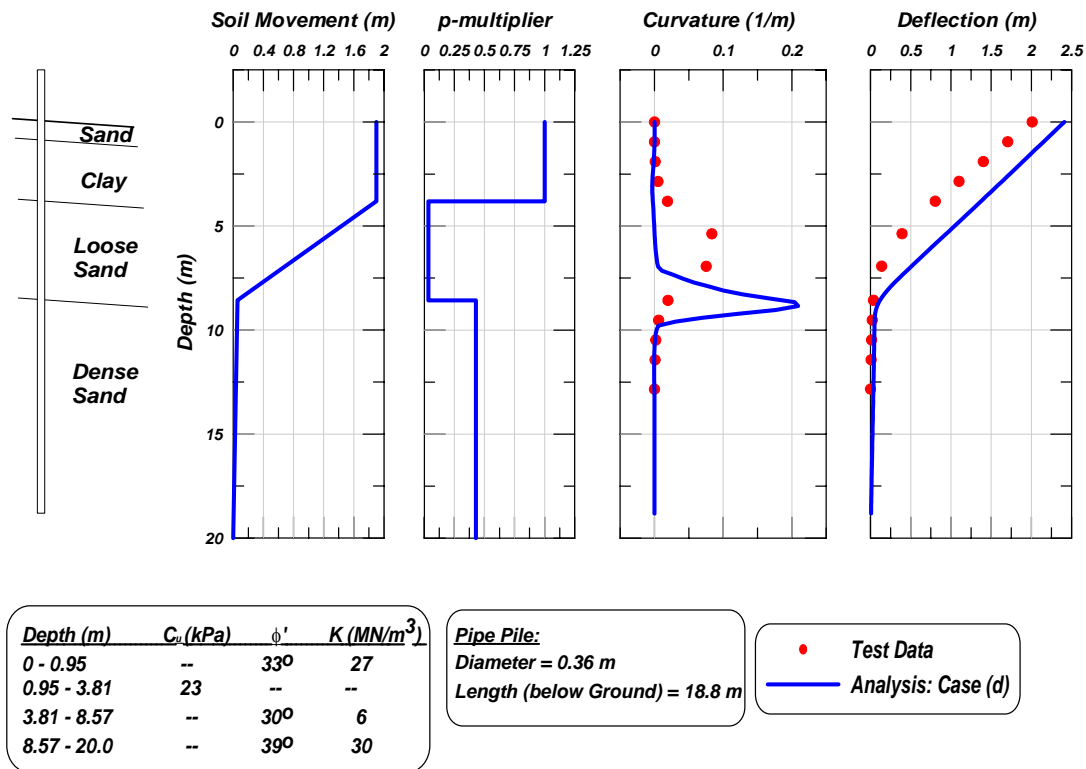 Soil Movement (m)
p-multiplier
Curvature (1/m)
Deflection (m)
0 0.4 0.8 1.2 1.6 2
0 0.25 0.5 0.75 1 1.25
0 0.1 0.2
0 0.5 1 1.5 2 2.5
Depth (m)
0
5
10
15
20
Sand
Clay
Loose
Sand
Dense
Sand
Depth (m) Cu (kPa) ϕ' K (MN/m³)
0 - 0.95 -- 33º 27
0.95 - 3.81 23 -- --
3.81 - 8.57 -- 30º 6
8.57 - 20.0 -- 39º 30
Pipe Pile:
Diameter = 0.36 m
Length (below Ground) = 18.8 m
Test Data
Analysis: Case (d)